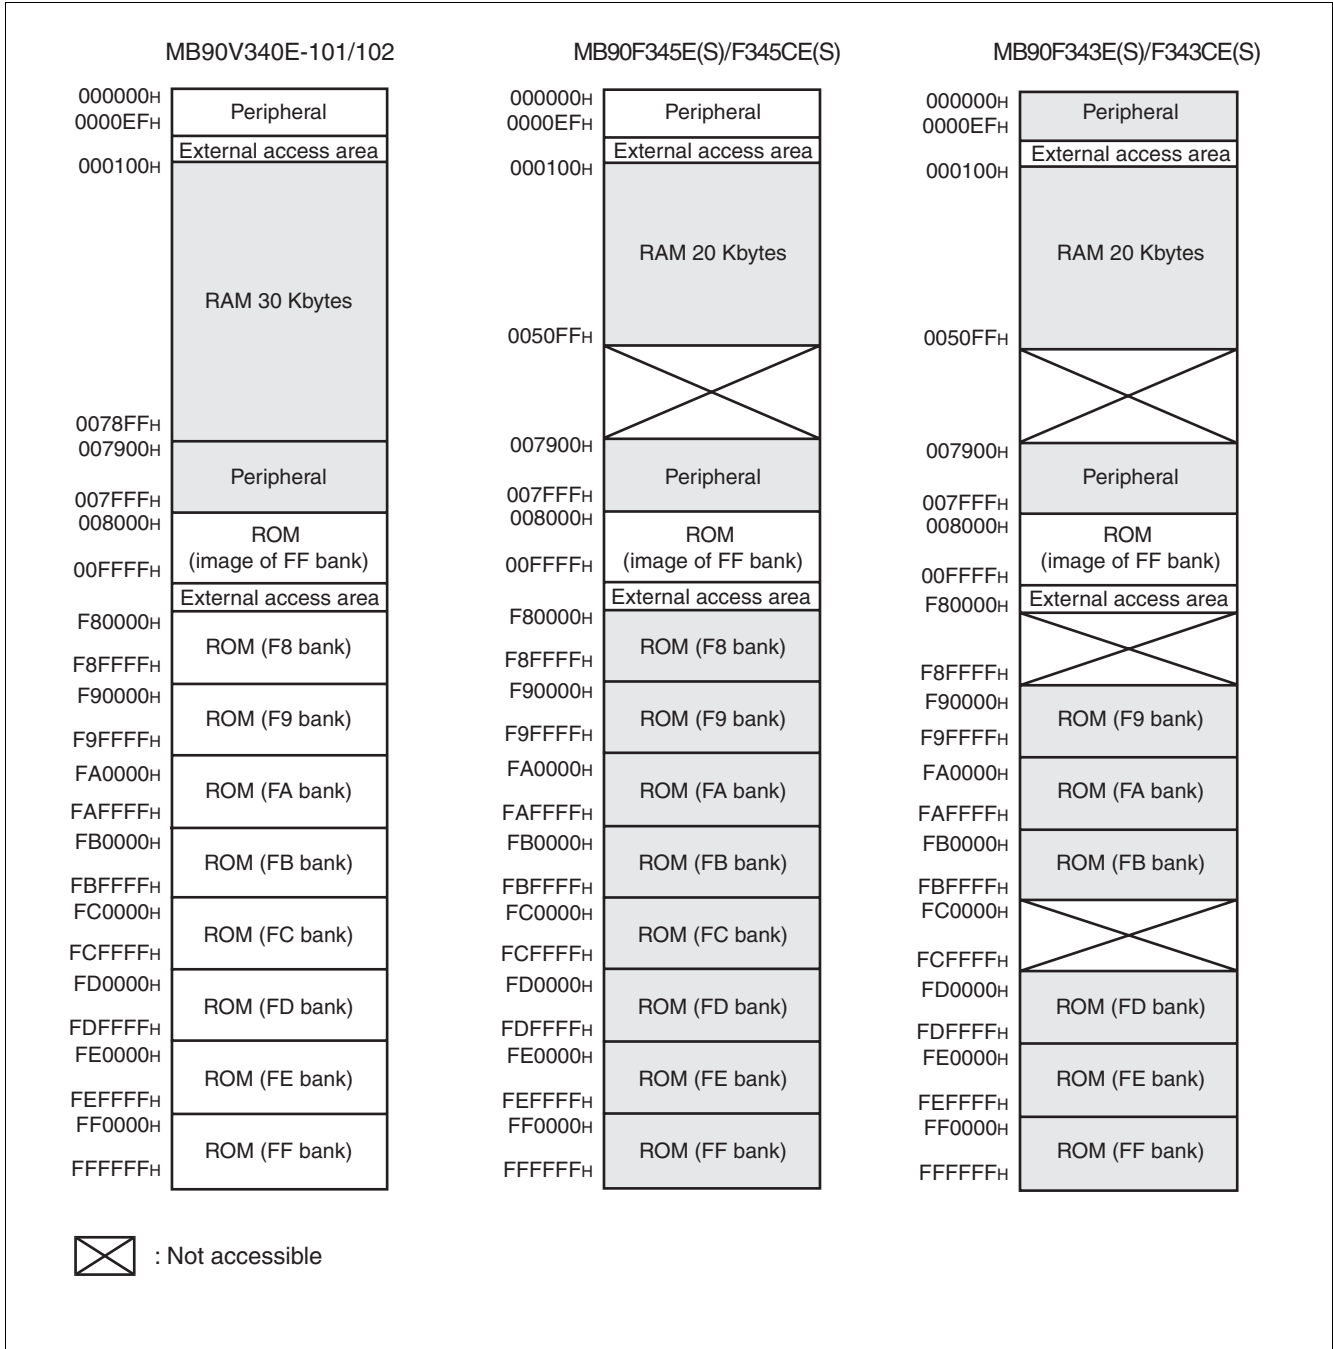 MB90V340E-101/102
000000H
Peripheral
0000EFH
External access area
000100H
RAM 30 Kbytes
0078FFH
007900H
Peripheral
007FFFH
008000H
ROM
(image of FF bank)
00FFFFH
External access area
F80000H
ROM (F8 bank)
F8FFFFH
F90000H
ROM (F9 bank)
F9FFFFH
FA0000H
ROM (FA bank)
FAFFFFH
FB0000H
ROM (FB bank)
FBFFFFH
FC0000H
ROM (FC bank)
FCFFFFH
FD0000H
ROM (FD bank)
FDFFFFH
FE0000H
ROM (FE bank)
FEFFFFH
FF0000H
ROM (FF bank)
FFFFFFH
MB90F345E(S)/F345CE(S)
000000H
Peripheral
0000EFH
External access area
000100H
RAM 20 Kbytes
0050FFH
007900H
Peripheral
007FFFH
008000H
ROM
(image of FF bank)
00FFFFH
External access area
F80000H
ROM (F8 bank)
F8FFFFH
F90000H
ROM (F9 bank)
F9FFFFH
FA0000H
ROM (FA bank)
FAFFFFH
FB0000H
ROM (FB bank)
FBFFFFH
FC0000H
ROM (FC bank)
FCFFFFH
FD0000H
ROM (FD bank)
FDFFFFH
FE0000H
ROM (FE bank)
FEFFFFH
FF0000H
ROM (FF bank)
FFFFFFH
MB90F343E(S)/F343CE(S)
000000H
Peripheral
0000EFH
External access area
000100H
RAM 20 Kbytes
0050FFH
007900H
Peripheral
007FFFH
008000H
ROM
(image of FF bank)
00FFFFH
External access area
F80000H
F8FFFFH
F90000H
ROM (F9 bank)
F9FFFFH
FA0000H
ROM (FA bank)
FAFFFFH
FB0000H
ROM (FB bank)
FBFFFFH
FC0000H
FCFFFFH
FD0000H
ROM (FD bank)
FDFFFFH
FE0000H
ROM (FE bank)
FEFFFFH
FF0000H
ROM (FF bank)
FFFFFFH
: Not accessible